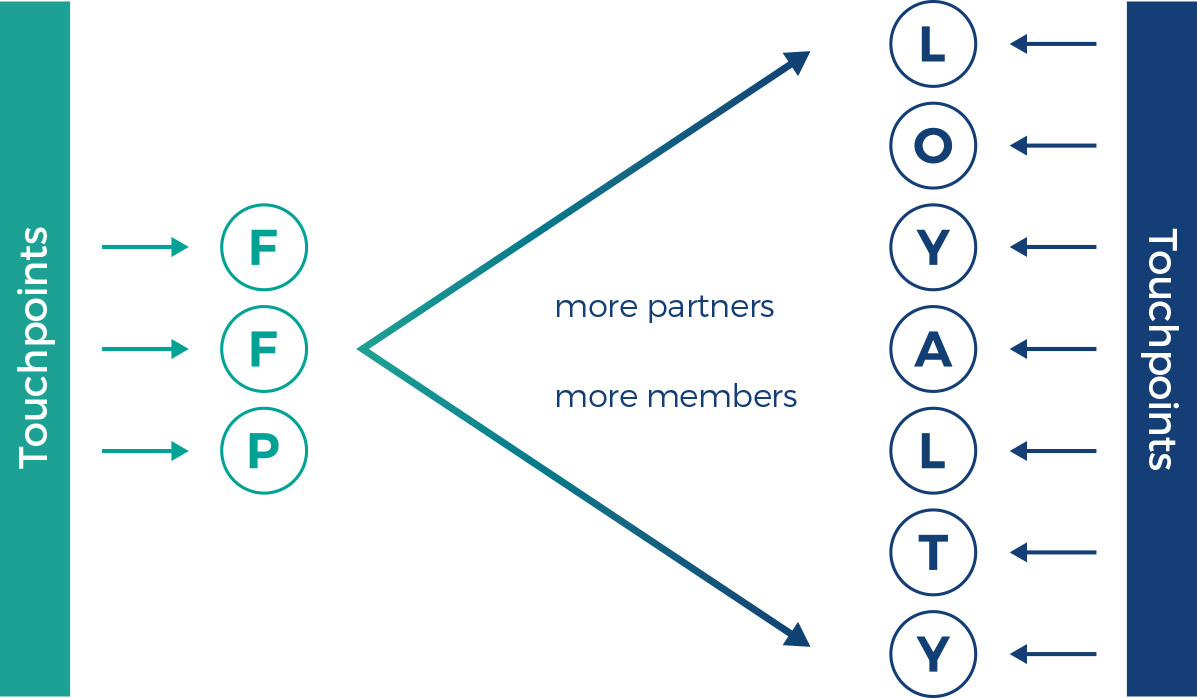 Touchpoints
F
F
P
more partners
more members
L
O
Y
A
L
T
Y
Touchpoints